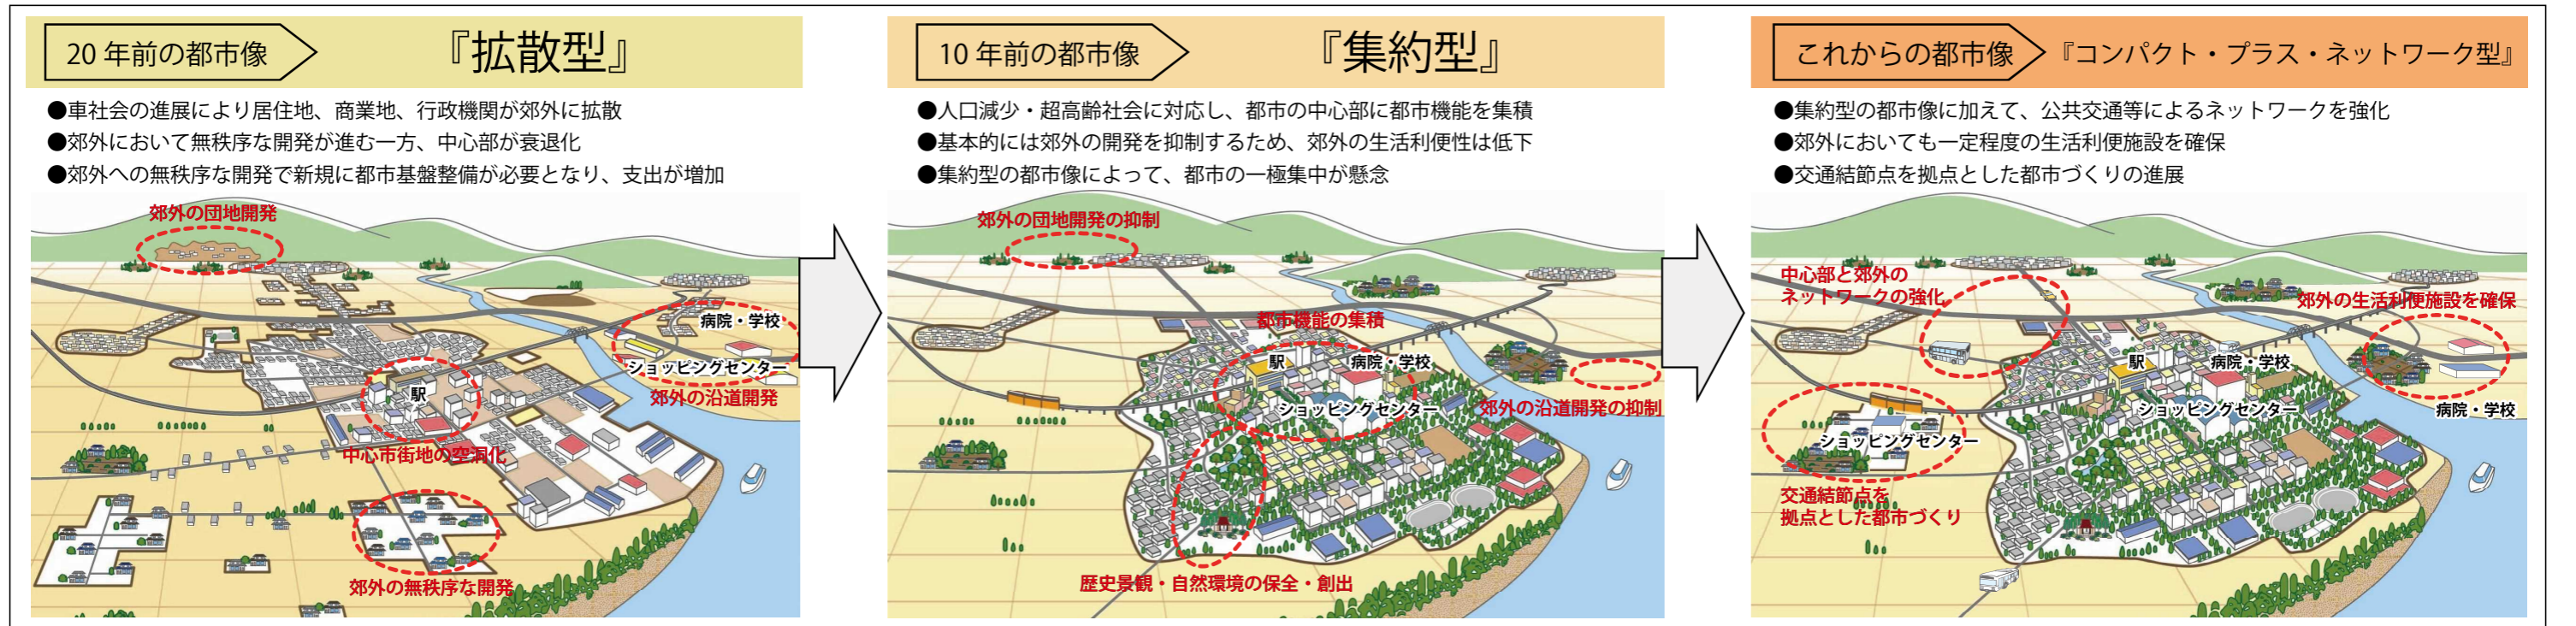 20年前の都市像
『拡散型』
●車社会の進展により居住地、商業地、行政機関が郊外に拡散
●郊外において無秩序な開発が進む一方、中心部が衰退化
●郊外への無秩序な開発で新規に都市基盤整備が必要となり、支出が増加
郊外の団地開発
病院・学校
ショッピングセンター
郊外の沿道開発
駅
中心市街地の空洞化
郊外の無秩序な開発
10年前の都市像
『集約型』
●人口減少・超高齢社会に対応し、都市の中心部に都市機能を集積
●基本的には郊外の開発を抑制するため、郊外の生活利便性は低下
●集約型の都市像によって、都市の一極集中が懸念
郊外の団地開発の抑制
都市機能の集積
駅
病院・学校
ショッピングセンター
郊外の沿道開発の抑制
歴史景観・自然環境の保全・創出
これからの都市像
『コンパクト・プラス・ネットワーク型』
●集約型の都市像に加えて、公共交通等によるネットワークを強化
●郊外においても一定程度の生活利便施設を確保
●交通結節点を拠点とした都市づくりの進展
中心部と郊外の
ネットワークの強化
郊外の生活利便施設を確保
駅
病院・学校
ショッピングセンター
病院・学校
ショッピングセンター
交通結節点を
拠点とした都市づくり